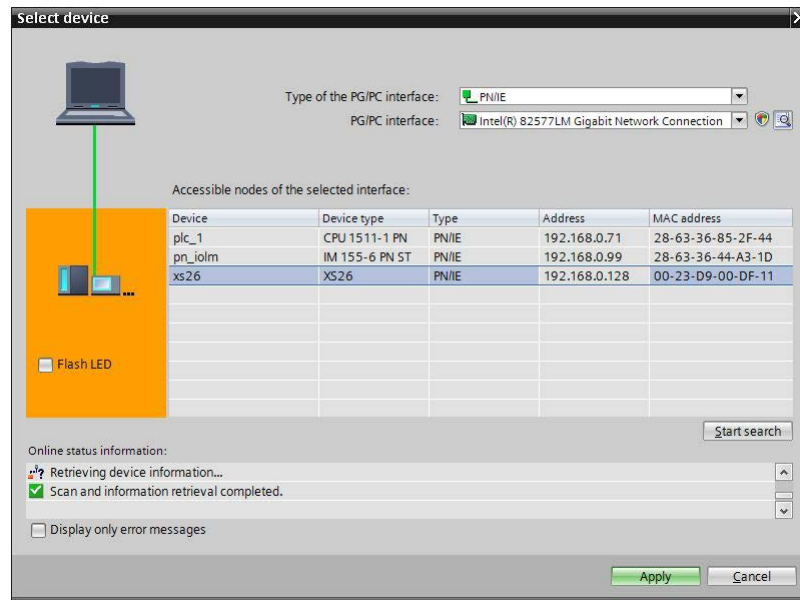 Select device
Type of the PG/PC interface: PN/IE
PG/PC interface: Intel(R) 82577LM Gigabit Network Connection
Accessible nodes of the selected interface:
Device Device type Type Address MAC address
plc_1 CPU 1511-1 PN PN/IE 192.168.0.71 28-63-36-85-2F-44
pn_iolm IM 155-6 PN ST PN/IE 192.168.0.99 28-63-36-44-A3-1D
xs26 XS26 PN/IE 192.168.0.128 00-23-D9-00-DF-11
Flash LED
Start search
Online status information:
Retrieving device information...
Scan and information retrieval completed.
Display only error messages
Apply Cancel